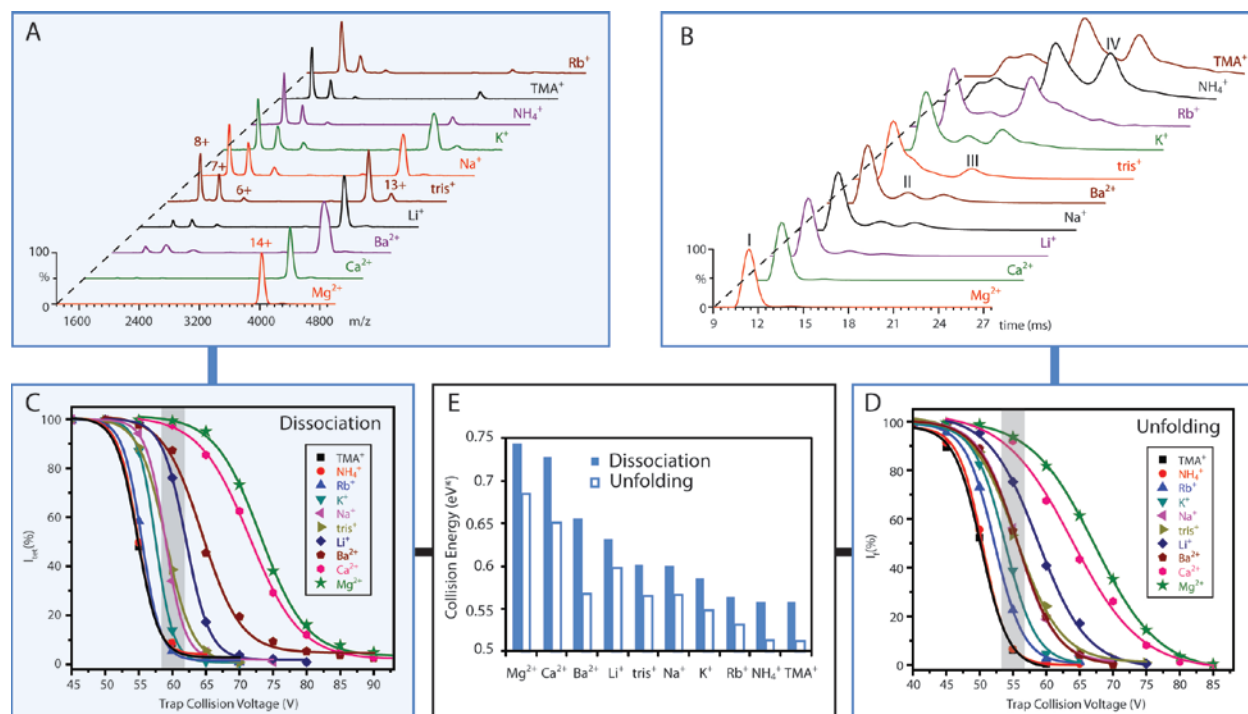 A
Rb+
TMA+
NH4+
K+
Na+
tris+
Li+
Ba2+
Ca2+
Mg2+
8+
7+
6+
13+
14+
100
%
0
1600 2400 3200 4000 4800 m/z
B
IV
TMA+
NH4+
Rb+
K+
III
tris+
II
Ba2+
Na+
Li+
Ca2+
I
Mg2+
100
%
0
9 12 15 18 21 24 27 time (ms)
C
Dissociation
TMA+
NH4+
Rb+
K+
Na+
tris+
Li+
Ba2+
Ca2+
Mg2+
100
80
60
40
20
0
45 50 55 60 65 70 75 80 85 90
Trap Collision Voltage (V)
E
Dissociation
Unfolding
Collision Energy (eV*)
0.75
0.7
0.65
0.6
0.55
0.5
Mg2+ Ca2+ Ba2+ Li+ tris+ Na+ K+ Rb+ NH4+ TMA+
D
Unfolding
TMA+
NH4+
Rb+
K+
Na+
tris+
Li+
Ba2+
Ca2+
Mg2+
If(%)
100
80
60
40
20
0
40 45 50 55 60 65 70 75 80 85
Trap Collision Voltage (V)